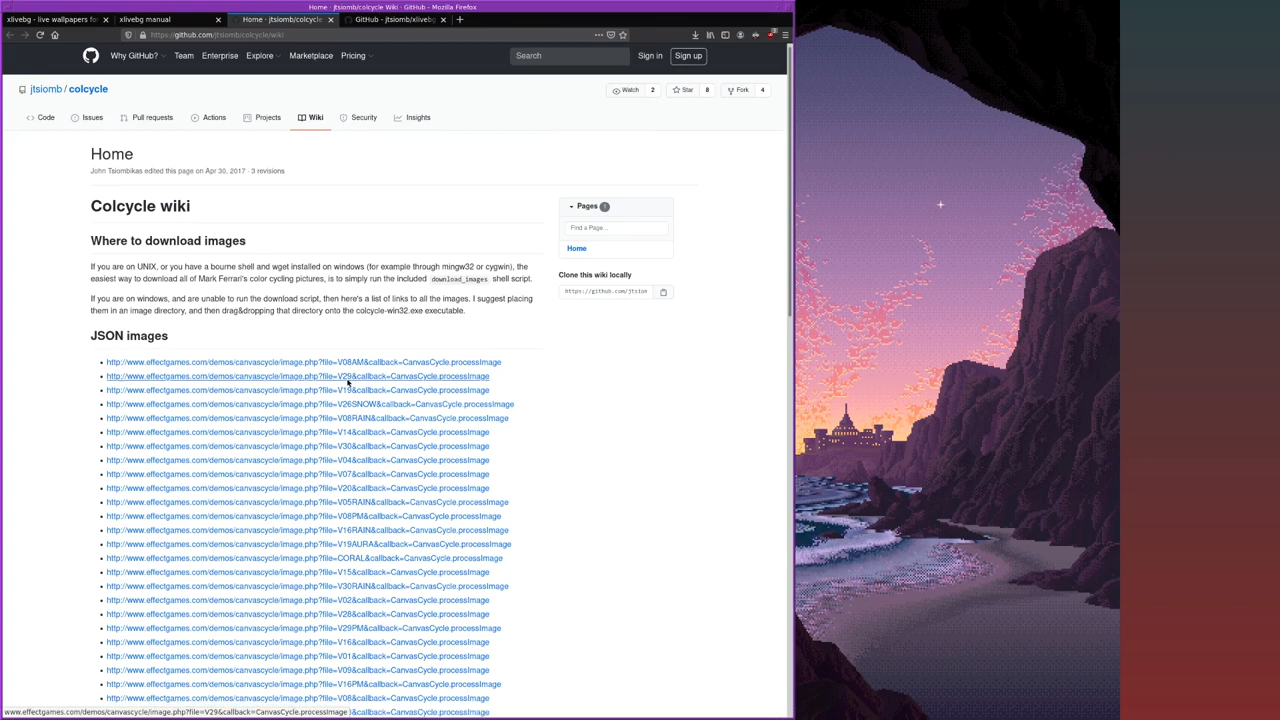 Home · jtsiomb/colcycle Wiki · GitHub - Mozilla Firefox
xlivebg - live wallpapers fo
xlivebg manual
Home · jtsiomb/colcycle
GitHub - jtsiomb/xlivebg
https://github.com/jtsiomb/colcycle/wiki
Why GitHub?
Team
Enterprise
Explore
Marketplace
Pricing
Search
Sign in
Sign up
jtsiomb / colcycle
Watch 2
Star 8
Fork 4
Code
Issues
Pull requests
Actions
Projects
Wiki
Security
Insights
Home
John Tsiombikas edited this page on Apr 30, 2017 · 3 revisions
Colcycle wiki
Where to download images
If you are on UNIX, or you have a bourne shell and wget installed on windows (for example through mingw32 or cygwin), the
easiest way to download all of Mark Ferrari's color cycling pictures, is to simply run the included download_images shell script.
If you are on windows, and are unable to run the download script, then here's a list of links to all the images. I suggest placing
them in an image directory, and then drag&dropping that directory onto the colcycle-win32.exe executable.
Pages 1
Find a Page...
Home
Clone this wiki locally
https://github.com/jtsiom
JSON images
http://www.effectgames.com/demos/canvascycle/image.php?file=V08AM&callback=CanvasCycle.processImage
http://www.effectgames.com/demos/canvascycle/image.php?file=V29&callback=CanvasCycle.processImage
http://www.effectgames.com/demos/canvascycle/image.php?file=V19&callback=CanvasCycle.processImage
http://www.effectgames.com/demos/canvascycle/image.php?file=V26SNOW&callback=CanvasCycle.processImage
http://www.effectgames.com/demos/canvascycle/image.php?file=V08RAIN&callback=CanvasCycle.processImage
http://www.effectgames.com/demos/canvascycle/image.php?file=V14&callback=CanvasCycle.processImage
http://www.effectgames.com/demos/canvascycle/image.php?file=V30&callback=CanvasCycle.processImage
http://www.effectgames.com/demos/canvascycle/image.php?file=V04&callback=CanvasCycle.processImage
http://www.effectgames.com/demos/canvascycle/image.php?file=V07&callback=CanvasCycle.processImage
http://www.effectgames.com/demos/canvascycle/image.php?file=V20&callback=CanvasCycle.processImage
http://www.effectgames.com/demos/canvascycle/image.php?file=V05RAIN&callback=CanvasCycle.processImage
http://www.effectgames.com/demos/canvascycle/image.php?file=V08PM&callback=CanvasCycle.processImage
http://www.effectgames.com/demos/canvascycle/image.php?file=V16RAIN&callback=CanvasCycle.processImage
http://www.effectgames.com/demos/canvascycle/image.php?file=V19AURA&callback=CanvasCycle.processImage
http://www.effectgames.com/demos/canvascycle/image.php?file=CORAL&callback=CanvasCycle.processImage
http://www.effectgames.com/demos/canvascycle/image.php?file=V15&callback=CanvasCycle.processImage
http://www.effectgames.com/demos/canvascycle/image.php?file=V30RAIN&callback=CanvasCycle.processImage
http://www.effectgames.com/demos/canvascycle/image.php?file=V02&callback=CanvasCycle.processImage
http://www.effectgames.com/demos/canvascycle/image.php?file=V28&callback=CanvasCycle.processImage
http://www.effectgames.com/demos/canvascycle/image.php?file=V29PM&callback=CanvasCycle.processImage
http://www.effectgames.com/demos/canvascycle/image.php?file=V16&callback=CanvasCycle.processImage
http://www.effectgames.com/demos/canvascycle/image.php?file=V01&callback=CanvasCycle.processImage
http://www.effectgames.com/demos/canvascycle/image.php?file=V09&callback=CanvasCycle.processImage
http://www.effectgames.com/demos/canvascycle/image.php?file=V16PM&callback=CanvasCycle.processImage
http://www.effectgames.com/demos/canvascycle/image.php?file=V08&callback=CanvasCycle.processImage
www.effectgames.com/demos/canvascycle/image.php?file=V29&callback=CanvasCycle.processImage
&callback=CanvasCycle.processImage